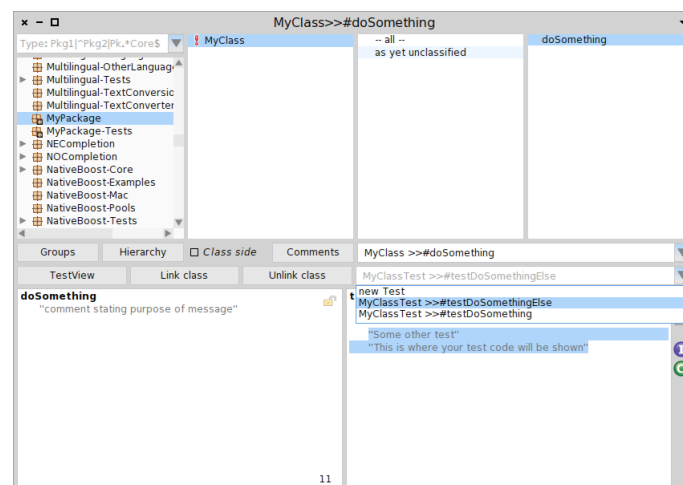 MyClass>>#doSomething
Type: Pkg1|^Pkg2|Pk.*Core$
Multilingual-OtherLanguage
Multilingual-Tests
Multilingual-TextConversio
Multilingual-TextConverter
MyPackage
MyPackage-Tests
NECompletion
NOCompletion
NativeBoost-Core
NativeBoost-Examples
NativeBoost-Mac
NativeBoost-Pools
NativeBoost-Tests
MyClass
-- all --
as yet unclassified
doSomething
Groups
Hierarchy
Class side
Comments
MyClass >>#doSomething
TestView
Link class
Unlink class
MyClassTest >>#testDoSomethingElse
new Test
MyClassTest >>#testDoSomethingElse
MyClassTest >>#testDoSomething
doSomething
"comment stating purpose of message"
11
t
"Some other test"
"This is where your test code will be shown"